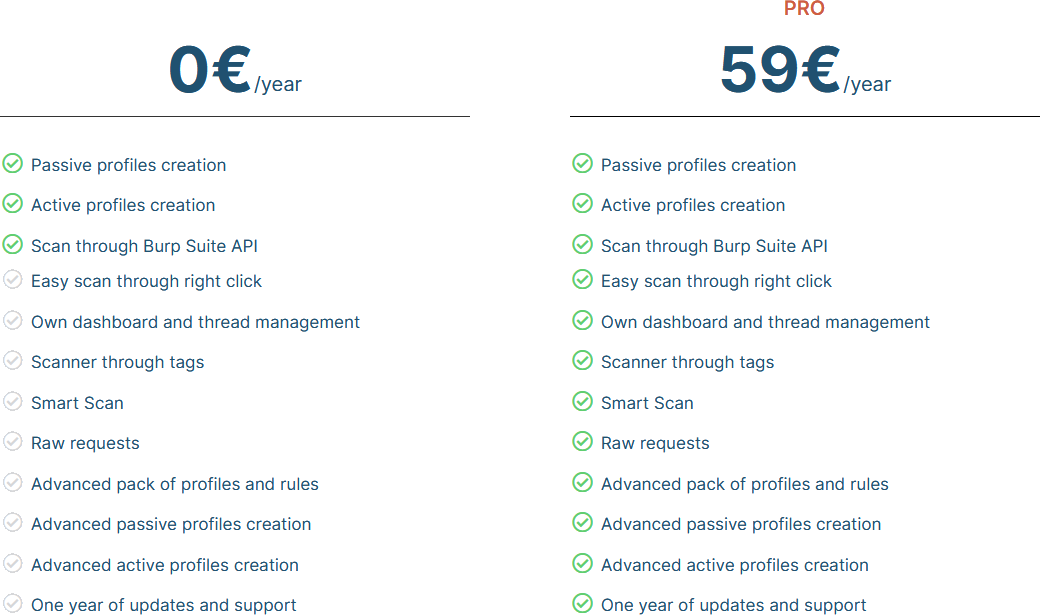 0€/year
Passive profiles creation
Active profiles creation
Scan through Burp Suite API
Easy scan through right click
Own dashboard and thread management
Scanner through tags
Smart Scan
Raw requests
Advanced pack of profiles and rules
Advanced passive profiles creation
Advanced active profiles creation
One year of updates and support
PRO
59€/year
Passive profiles creation
Active profiles creation
Scan through Burp Suite API
Easy scan through right click
Own dashboard and thread management
Scanner through tags
Smart Scan
Raw requests
Advanced pack of profiles and rules
Advanced passive profiles creation
Advanced active profiles creation
One year of updates and support